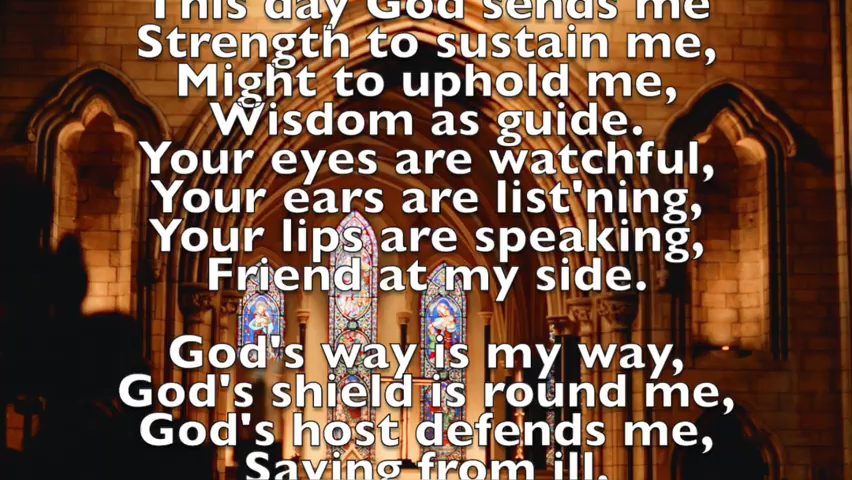 This day God sends me
Strength to sustain me,
Might to uphold me,
Wisdom as guide.
Your eyes are watchful,
Your ears are list'ning,
Your lips are speaking,
Friend at my side.
God's way is my way,
God's shield is round me,
God's host defends me,
Saving from ill.